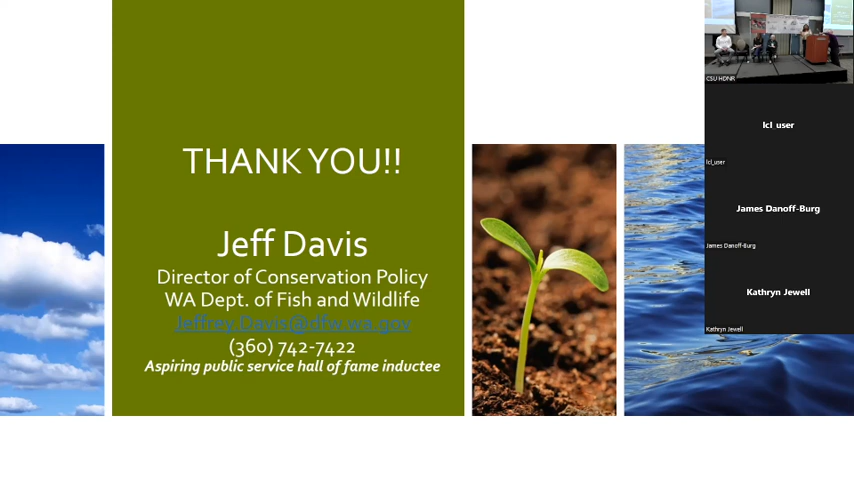 THANK YOU!!
Jeff Davis
Director of Conservation Policy
WA Dept. of Fish and Wildlife
Jeffrey.Davis@dfw.wa.gov
(360) 742-7422
Aspiring public service hall of fame inductee
CSU HDNR
lcl_user
lcl_user
James Danoff-Burg
James Danoff-Burg
Kathryn Jewell
Kathryn Jewell